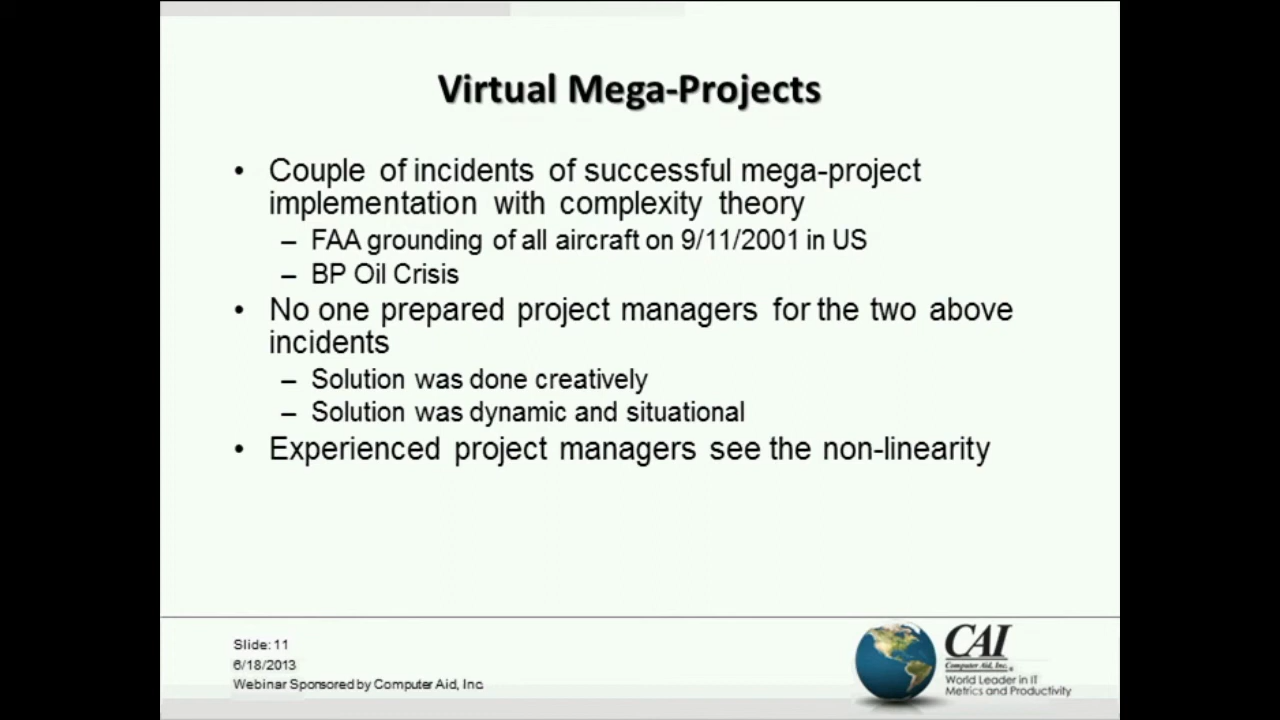 Virtual Mega-Projects
• Couple of incidents of successful mega-project
implementation with complexity theory
– FAA grounding of all aircraft on 9/11/2001 in US
– BP Oil Crisis
• No one prepared project managers for the two above
incidents
– Solution was done creatively
– Solution was dynamic and situational
• Experienced project managers see the non-linearity
Slide: 11
6/18/2013
Webinar Sponsored by Computer Aid, Inc.
CAI
Computer Aid, Inc.
World Leader in IT
Metrics and Productivity